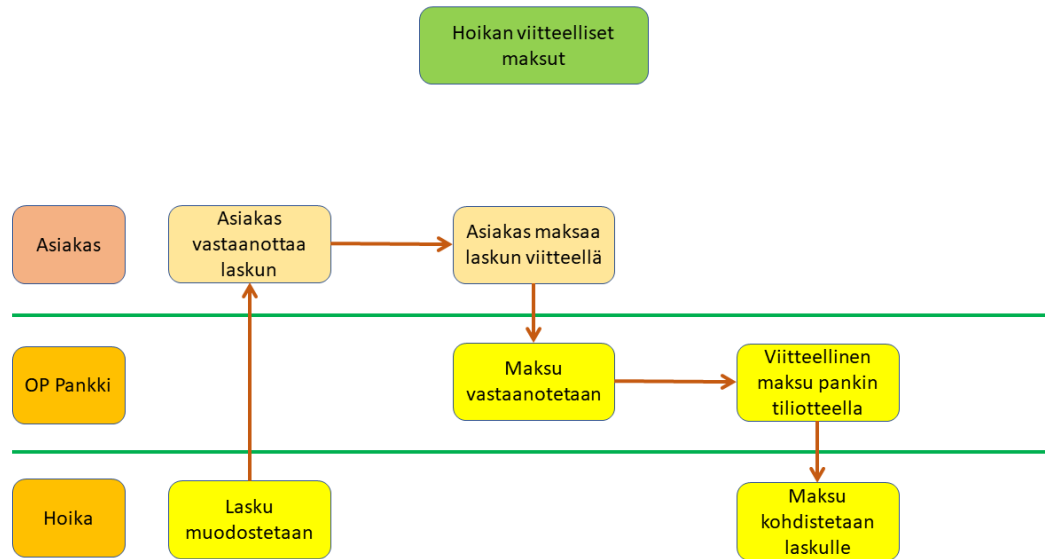 Hoikan viitteelliset
maksut
Asiakas
Asiakas
vastaanottaa
laskun
Asiakas maksaa
laskun viitteellä
OP Pankki
Maksu
vastaanotetaan
Viitteellinen
maksu pankin
tiliotteella
Hoika
Lasku
muodostetaan
Maksu
kohdistetaan
laskulle